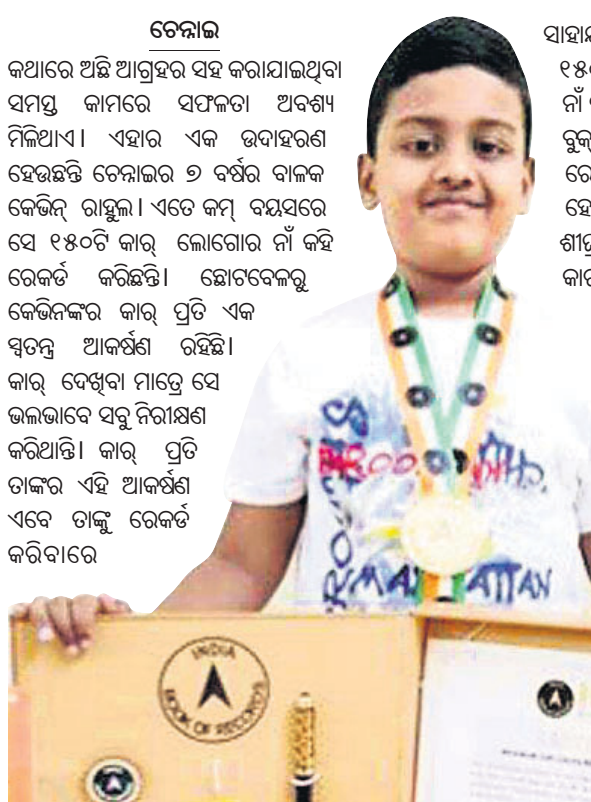 ଚେନ୍ନାଇ
କଥାରେ ଅଛି ଆଗ୍ରହର ସହ କରାଯାଇଥିବା
ସମସ୍ତ କାମରେ ସଫଳତା ଅବଶ୍ୟ
ମିଳିଥାଏ। ଏହାର ଏକ ଉଦାହରଣ
ହେଉଛନ୍ତି ଚେନ୍ନାଇର ୭ ବର୍ଷର ବାଳକ
କେଭିନ୍ ରାହୁଲ। ଏତେ କମ୍ ବୟସରେ
ସେ ୧୫୦ଟି କାର୍ ଲୋଗୋର ନାଁ କହି
ରେକର୍ଡ କରିଛନ୍ତି। ଛୋଟବେଳରୁ
କେଭିନଙ୍କର କାର୍ ପ୍ରତି ଏକ
ସ୍ୱତନ୍ତ୍ର ଆକର୍ଷଣ ରହିଛି।
କାର୍ ଦେଖିବା ମାତ୍ରେ ସେ
ଭଲଭାବେ ସବୁ ନିରୀକ୍ଷଣ
କରିଥାନ୍ତି। କାର୍ ପ୍ରତି
ତାଙ୍କର ଏହି ଆକର୍ଷଣ
ଏବେ ତାଙ୍କୁ ରେକର୍ଡ
କରିବାରେ
ନାଁ
INDIA
BOOK OF RECORDS